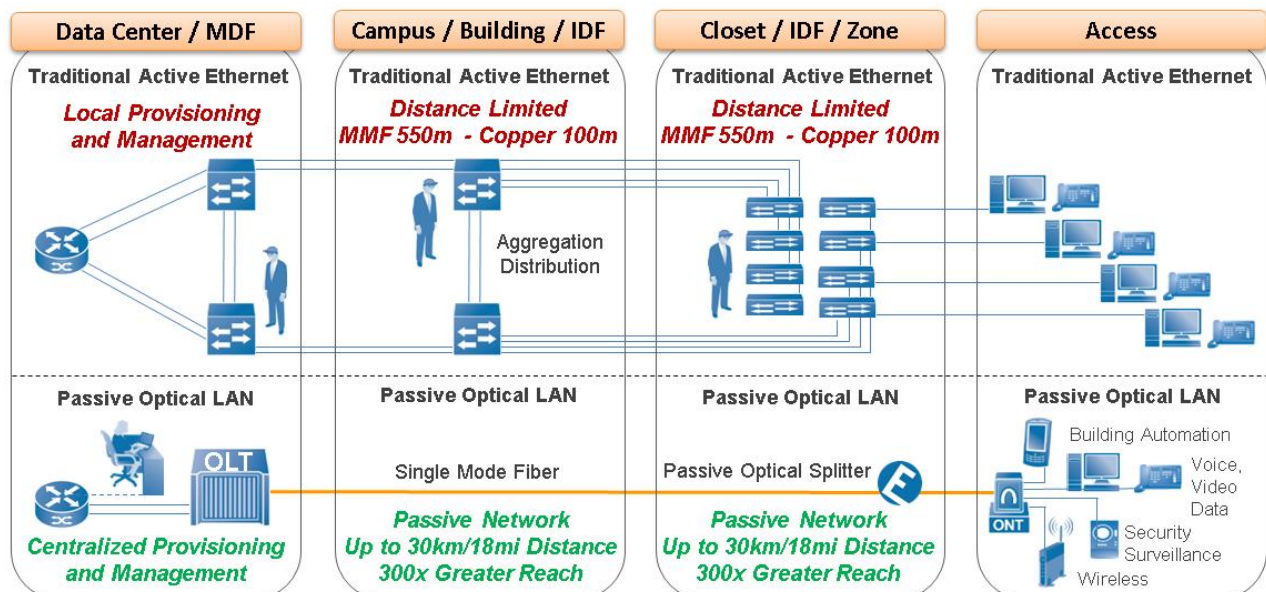 Data Center / MDF
Campus / Building / IDF
Closet / IDF / Zone
Access
Traditional Active Ethernet
Local Provisioning
and Management
Traditional Active Ethernet
Distance Limited
MMF 550m - Copper 100m
Aggregation
Distribution
Traditional Active Ethernet
Distance Limited
MMF 550m - Copper 100m
Traditional Active Ethernet
Passive Optical LAN
OLT
Centralized Provisioning
and Management
Passive Optical LAN
Single Mode Fiber
Passive Network
Up to 30km/18mi Distance
300x Greater Reach
Passive Optical LAN
Passive Optical Splitter
Passive Network
Up to 30km/18mi Distance
300x Greater Reach
Passive Optical LAN
Building Automation
Voice,
Video
Data
ONT
Security
Surveillance
Wireless